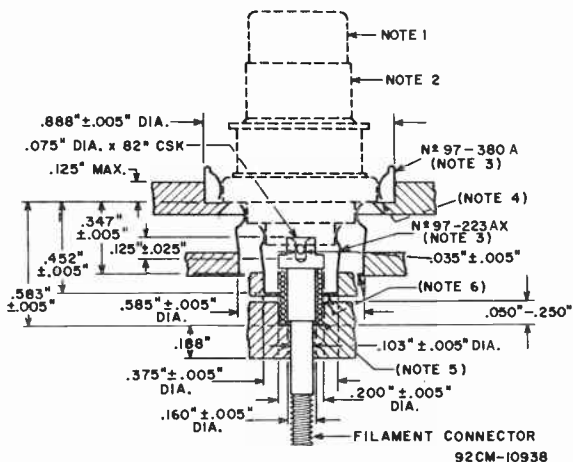 NOTE 1
NOTE 2
.888"±.005" DIA.
.075" DIA. x 82° CSK
.125" MAX.
Nº 97-380 A
(NOTE 3)
(NOTE 4)
.347"
±.005"
Nº 97-223AX
(NOTE 3)
.125"±.025"
.452"
±.005"
.035"±.005"
.583"
±.005"
.585"±.005"
DIA.
(NOTE 6)
.050"-.250"
.188"
.103"±.005" DIA.
.375"±.005"
DIA.
(NOTE 5)
.200"±.005"
DIA.
.160"±.005"
DIA.
FILAMENT CONNECTOR
92CM-10938